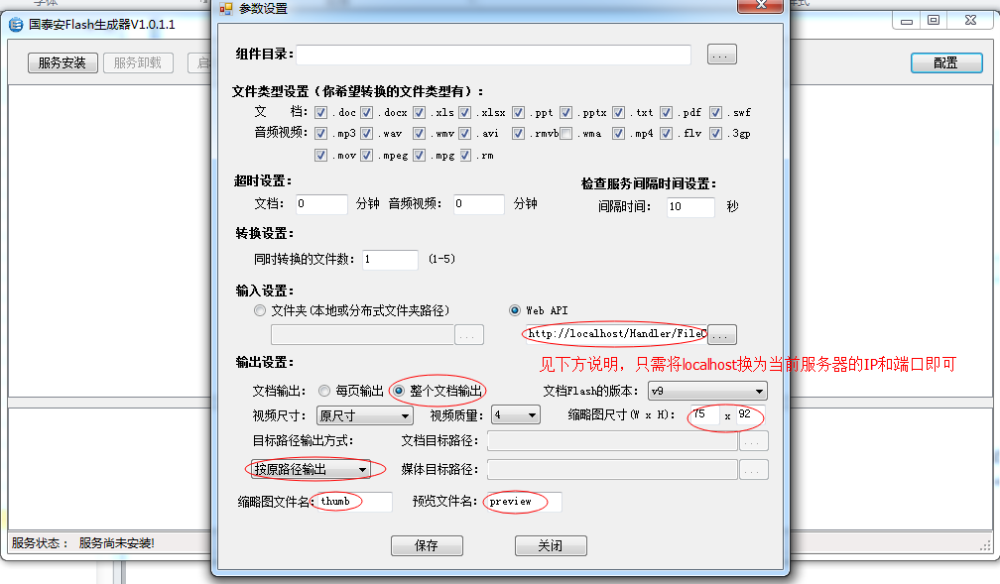 国泰安Flash生成器V1.0.1.1
参数设置
服务安装 服务卸载 启
配置
组件目录:
...
文件类型设置(你希望转换的文件类型有):
文 档: .doc .docx .xls .xlsx .ppt .pptx .txt .pdf .swf
音频视频: .mp3 .wav .wmv .avi .rmvb .wma .mp4 .flv .3gp
.mov .mpeg .mpg .rm
超时设置:
检查服务间隔时间设置:
文档: 0 分钟 音频视频: 0 分钟
间隔时间: 10 秒
转换设置:
同时转换的文件数: 1 (1-5)
输入设置:
文件夹(本地或分布式文件夹路径) Web API
... http://localhost/Handler/File ...
输出设置:
见下方说明，只需将localhost换为当前服务器的IP和端口即可
文档输出: 每页输出 整个文档输出 文档Flash的版本: v9
视频尺寸: 原尺寸 视频质量: 4 缩略图尺寸(W x H): 75 x 92
目标路径输出方式: 文档目标路径: ...
按原路径输出 媒体目标路径: ...
缩略图文件名: thumb 预览文件名: preview
保存 关闭
服务状态： 服务尚未安装!